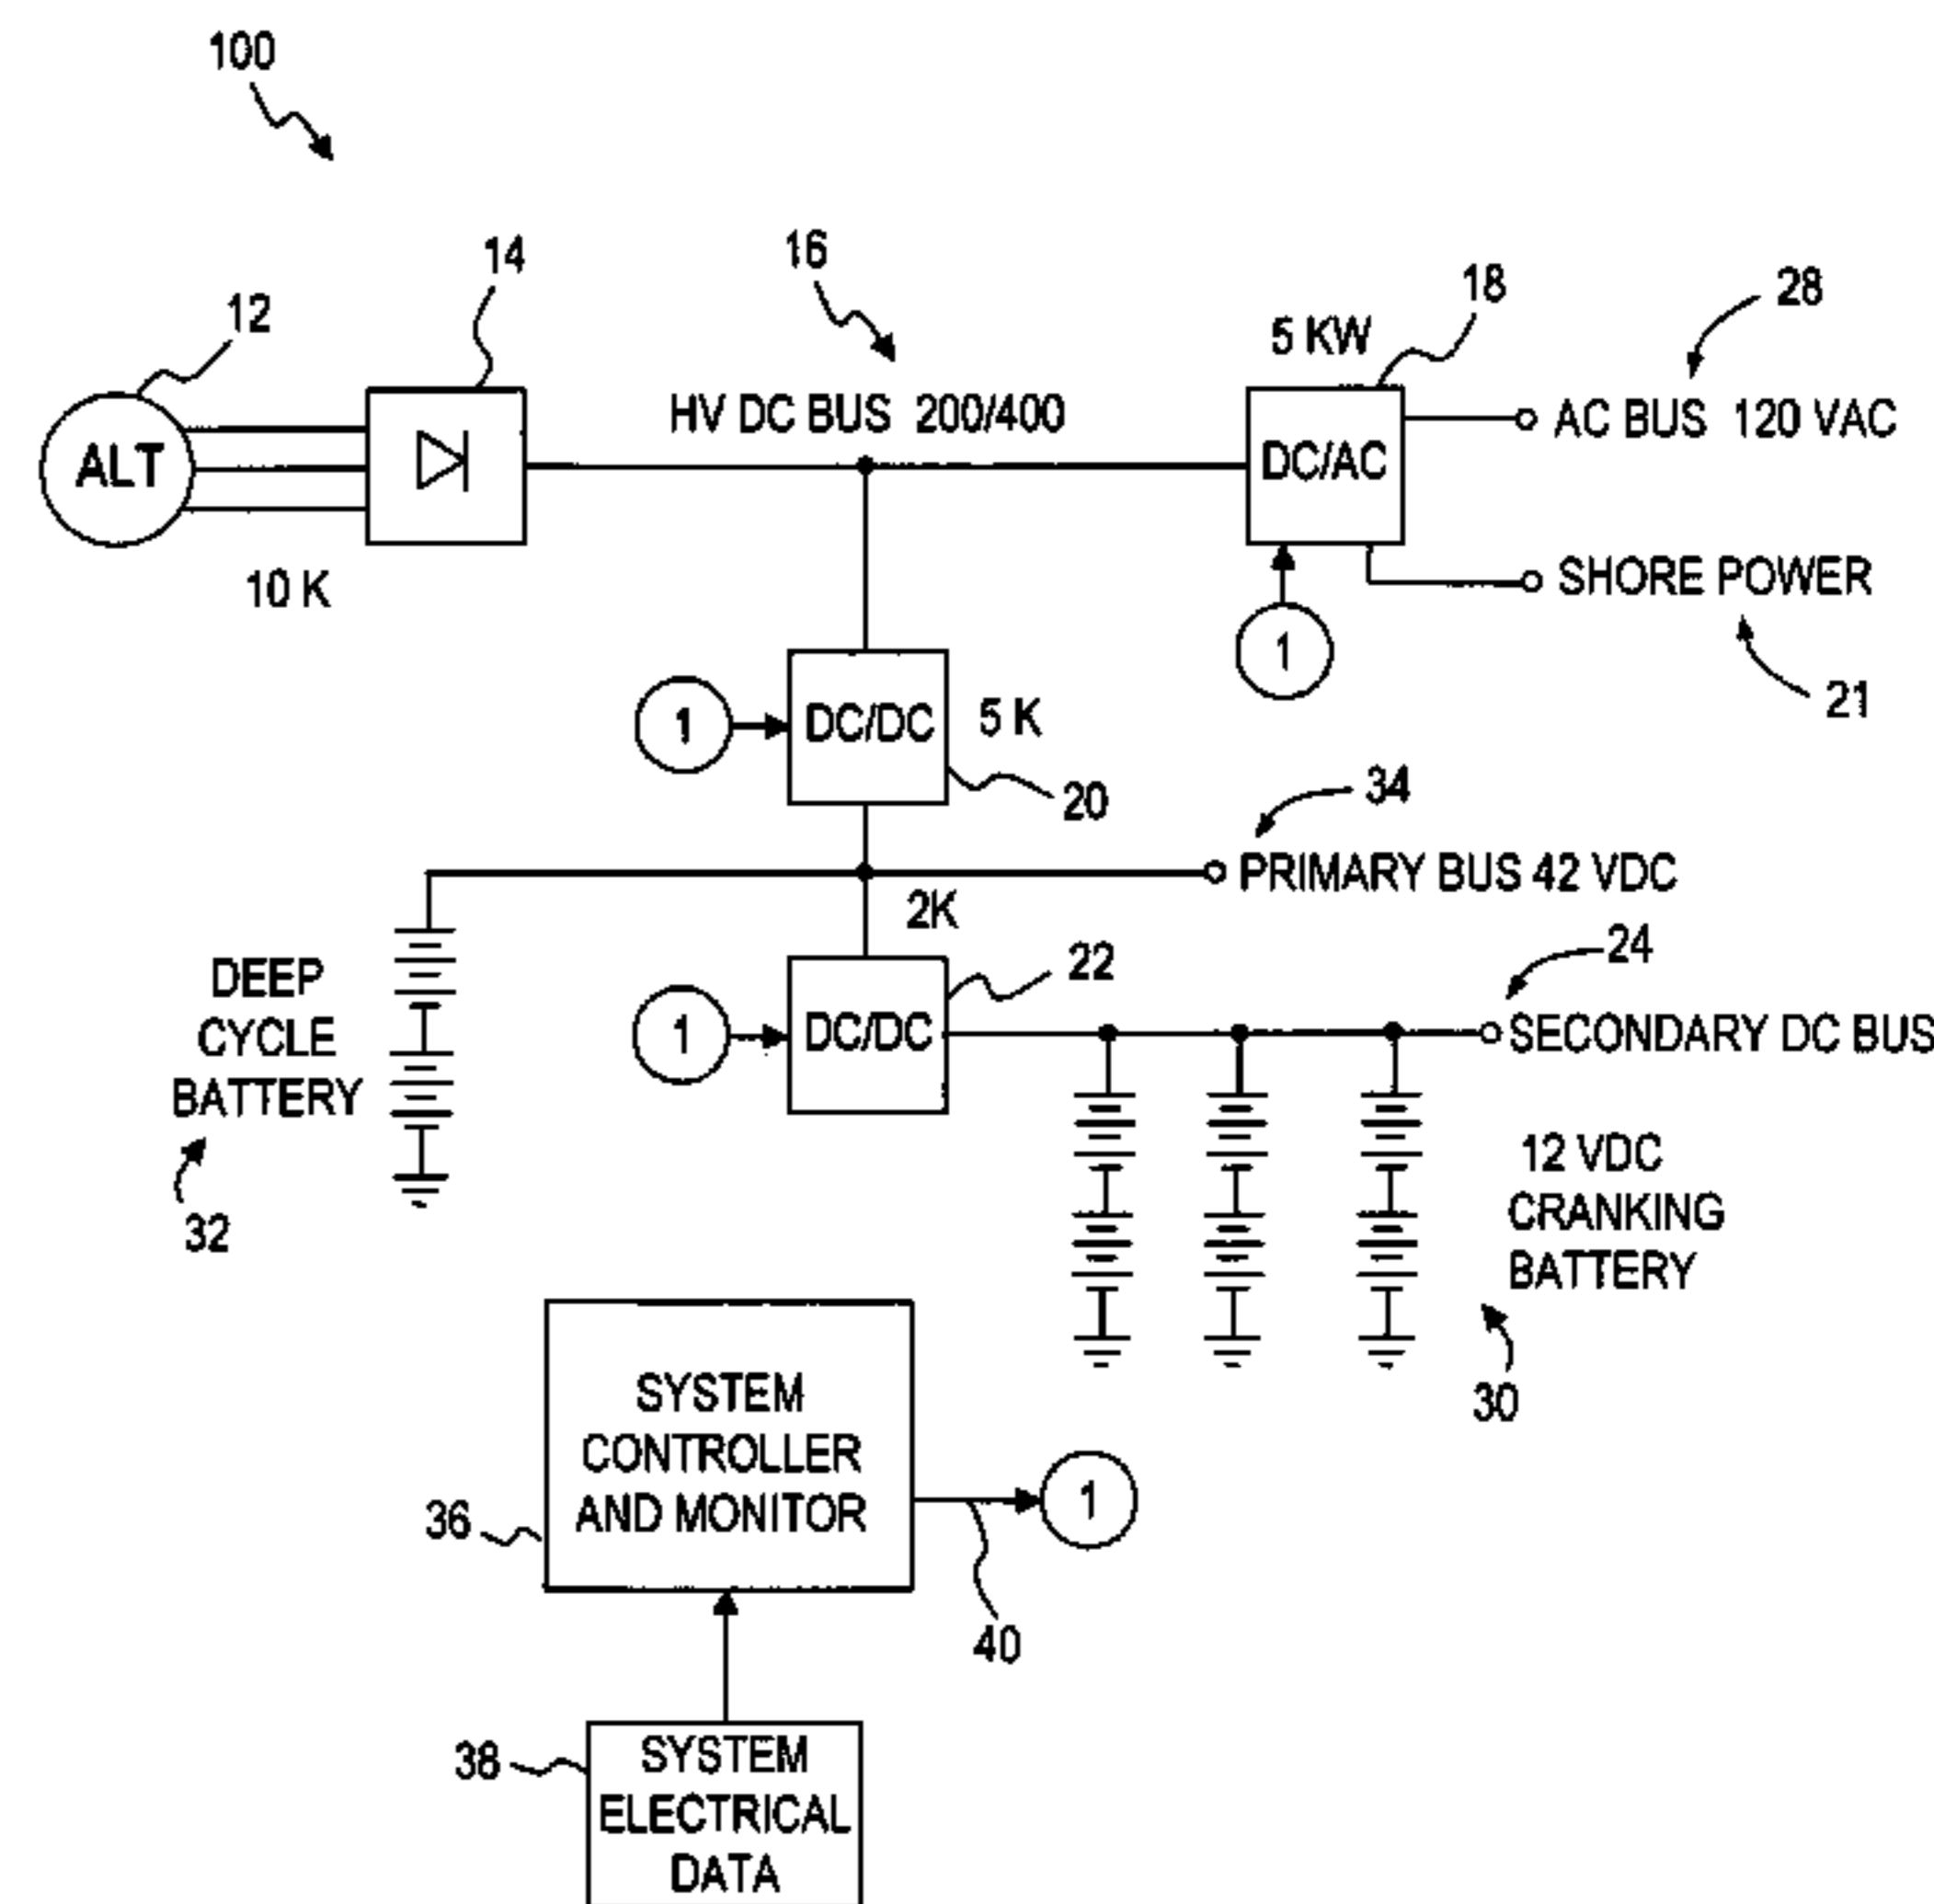 100
14
16
18
28
12
5 KW
HV DC BUS 200/400
AC BUS 120 VAC
ALT
DC/AC
10 K
SHORE POWER
1
21
1
DC/DC
5 K
20
34
PRIMARY BUS 42 VDC
2K
24
22
DEEP
CYCLE
BATTERY
1
DC/DC
SECONDARY DC BUS
32
12 VDC
CRANKING
BATTERY
30
SYSTEM
CONTROLLER
AND MONITOR
36
1
40
38
SYSTEM
ELECTRICAL
DATA